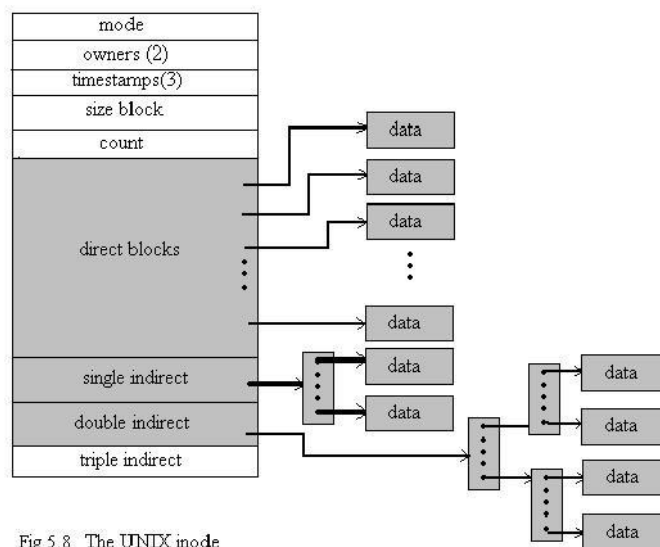 mode
owners (2)
timestamps(3)
size block
count
direct blocks
single indirect
double indirect
triple indirect
data
data
data
data
data
data
data
data
data
data
Fig 5.8 The UNIX inode